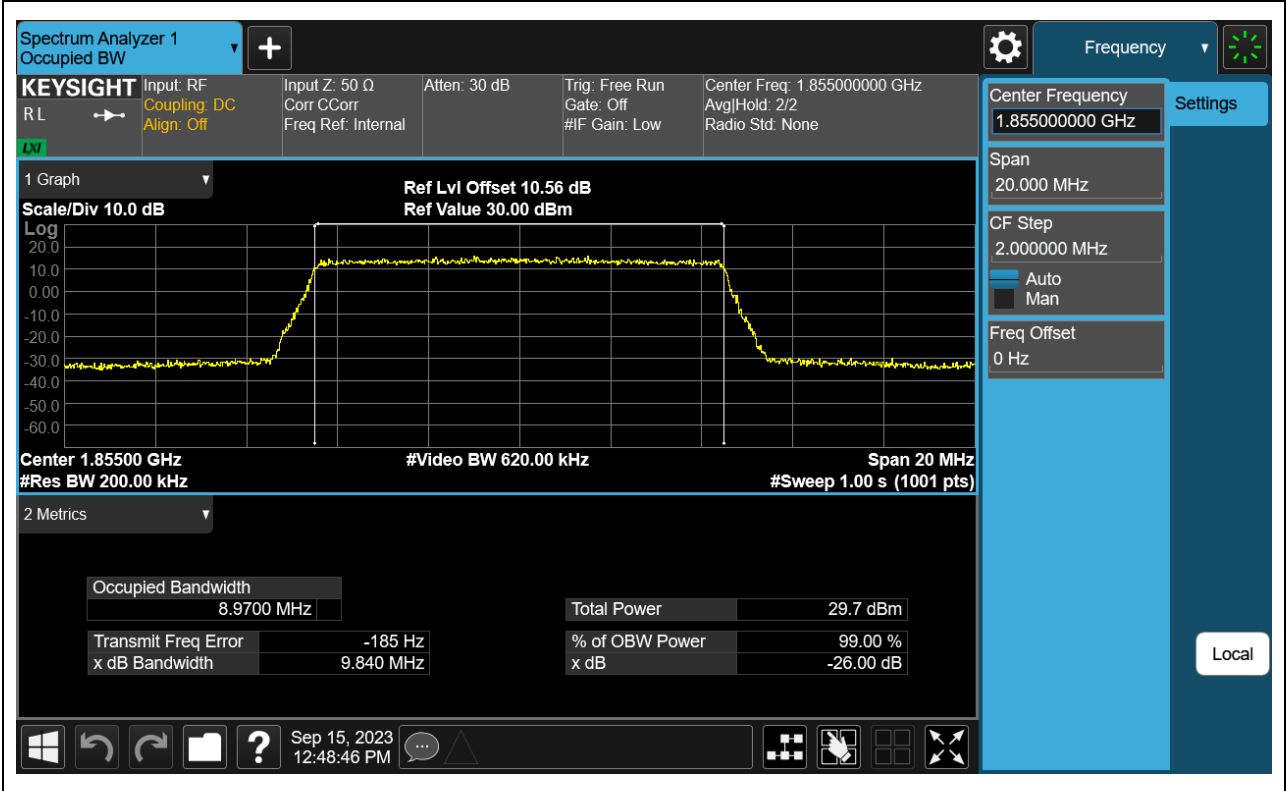 Spectrum Analyzer 1
Occupied BW
Frequency
KEYSIGHT
R L
LXI
Input: RF
Coupling: DC
Align: Off
Input Z: 50 Ω
Corr CCorr
Freq Ref: Internal
Atten: 30 dB
Trig: Free Run
Gate: Off
#IF Gain: Low
Center Freq: 1.855000000 GHz
Avg|Hold: 2/2
Radio Std: None
Center Frequency
1.855000000 GHz
Settings
Span
20.000 MHz
CF Step
2.000000 MHz
Auto
Man
Freq Offset
0 Hz
Local
1 Graph
Scale/Div 10.0 dB
Ref Lvl Offset 10.56 dB
Ref Value 30.00 dBm
Log
20.0
10.0
0.00
-10.0
-20.0
-30.0
-40.0
-50.0
-60.0
Center 1.85500 GHz
#Video BW 620.00 kHz
Span 20 MHz
#Res BW 200.00 kHz
#Sweep 1.00 s (1001 pts)
2 Metrics
Occupied Bandwidth
8.9700 MHz
Total Power 29.7 dBm
Transmit Freq Error -185 Hz
% of OBW Power 99.00 %
x dB Bandwidth 9.840 MHz
x dB -26.00 dB
?
Sep 15, 2023
12:48:46 PM